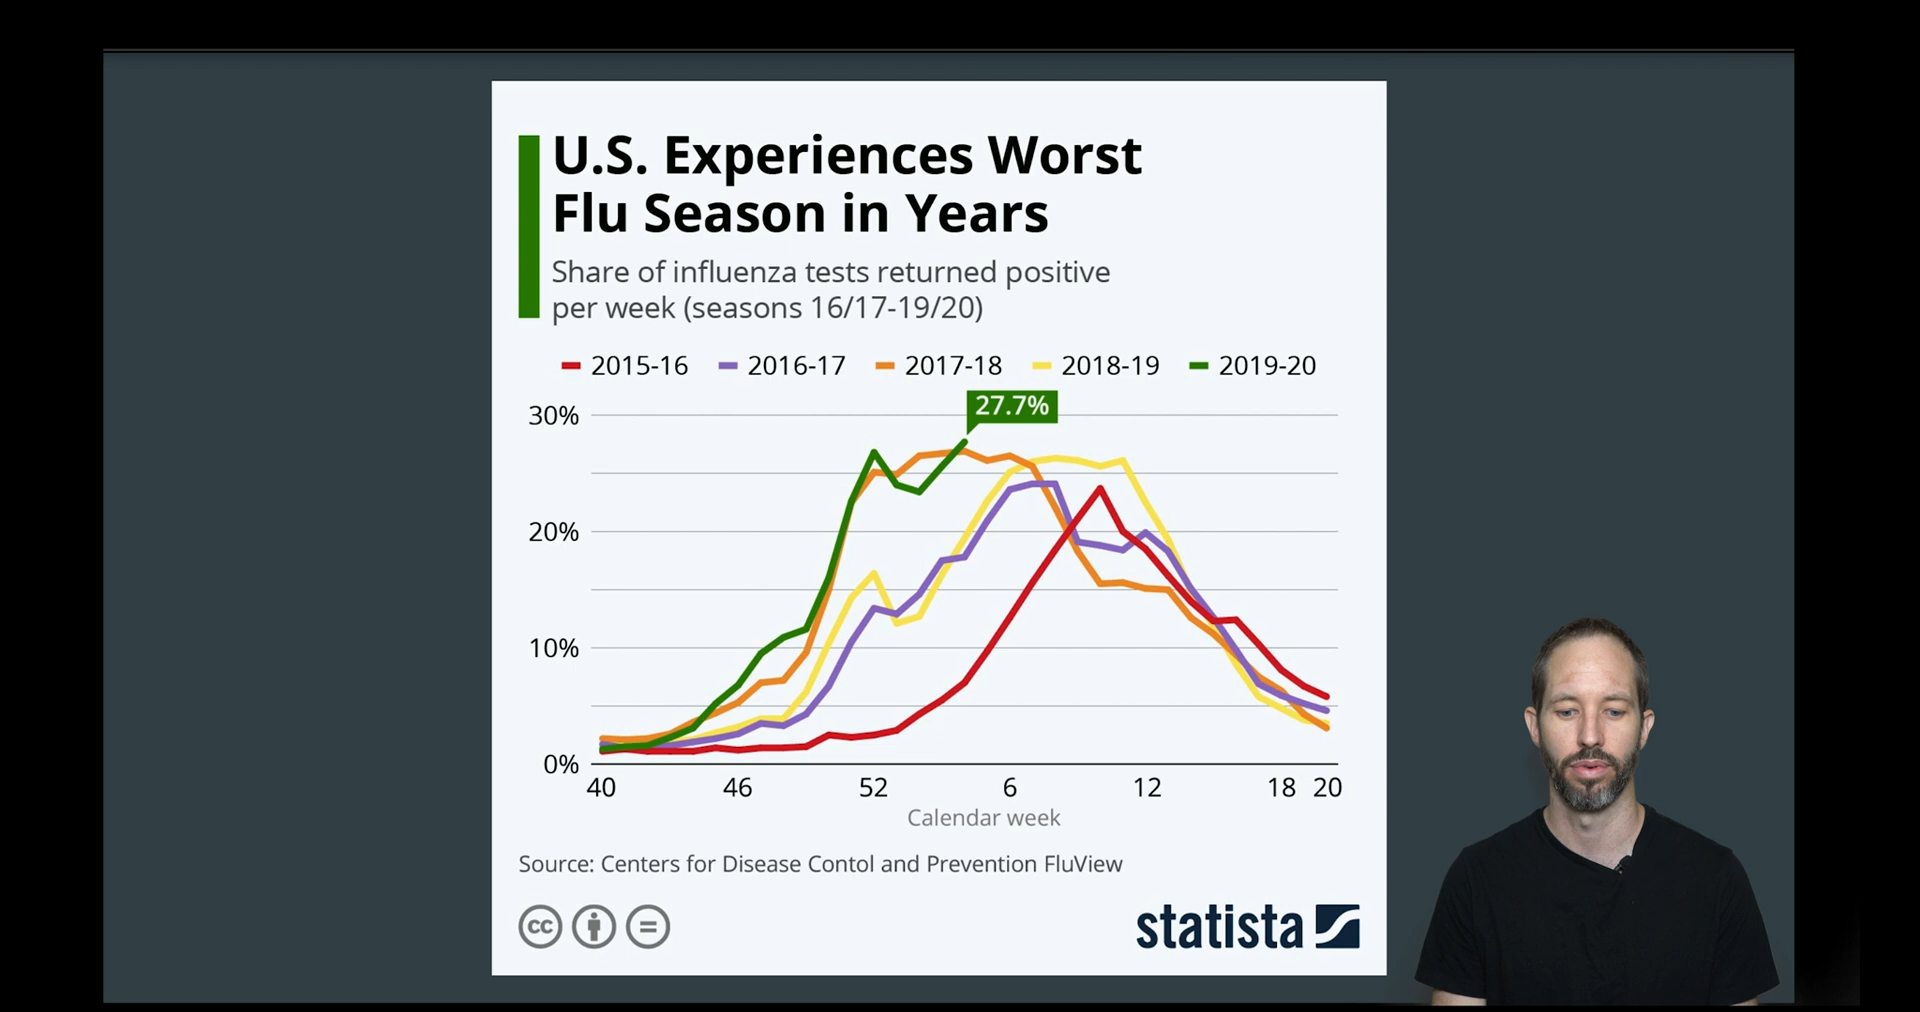 U.S. Experiences Worst
Flu Season in Years
Share of influenza tests returned positive
per week (seasons 16/17-19/20)
2015-16 2016-17 2017-18 2018-19 2019-20
27.7%
30%
20%
10%
0%
40 46 52 6 12 18 20
Calendar week
Source: Centers for Disease Contol and Prevention FluView
cc
statista